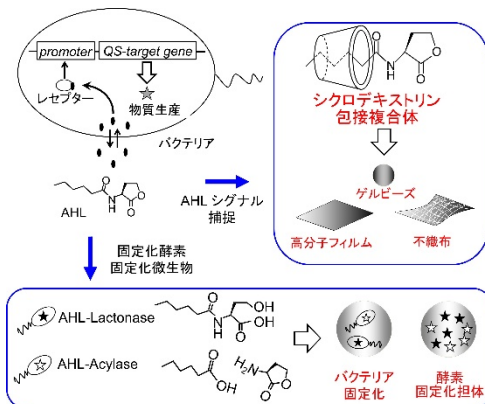 promoter
QS-target gene
レセプター
物質生産
バクテリア
AHL
AHL シグナル
捕捉
N
H
O
O
O
シクロデキストリン
包接複合体
ゲルビーズ
高分子フィルム
不織布
固定化酵素
固定化微生物
AHL-Lactonase
O
N
H
OH
OH
O
AHL-Acylase
O
OH
H₂N
O
O
バクテリア
固定化
酵素
固定化担体